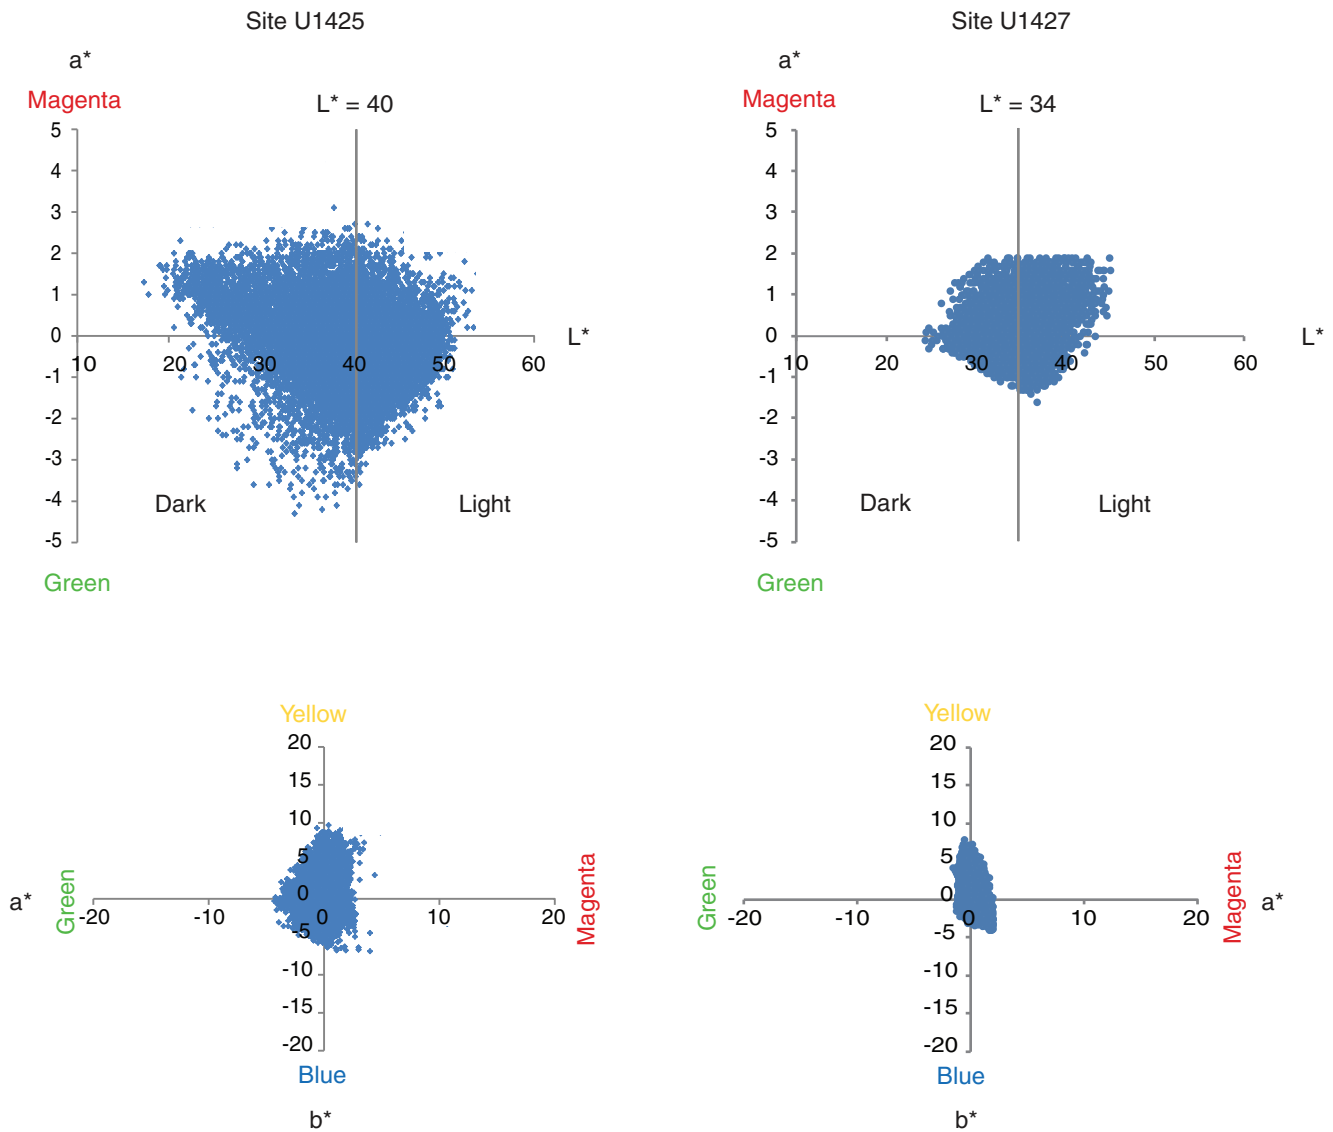 Site U1425
a*
Magenta
L* = 40
5
4
3
2
1
0
-1
-2
-3
-4
-5
10
20
30
40
50
60
L*
Dark
Light
Green
Site U1427
a*
Magenta
L* = 34
5
4
3
2
1
0
-1
-2
-3
-4
-5
10
20
30
40
50
60
L*
Dark
Light
Green
Yellow
20
15
10
5
0
-5
-10
-15
-20
a*
Green
-20
-10
0
10
20
Magenta
Blue
b*
Yellow
20
15
10
5
0
-5
-10
-15
-20
Green
-20
-10
0
10
20
Magenta
a*
Blue
b*